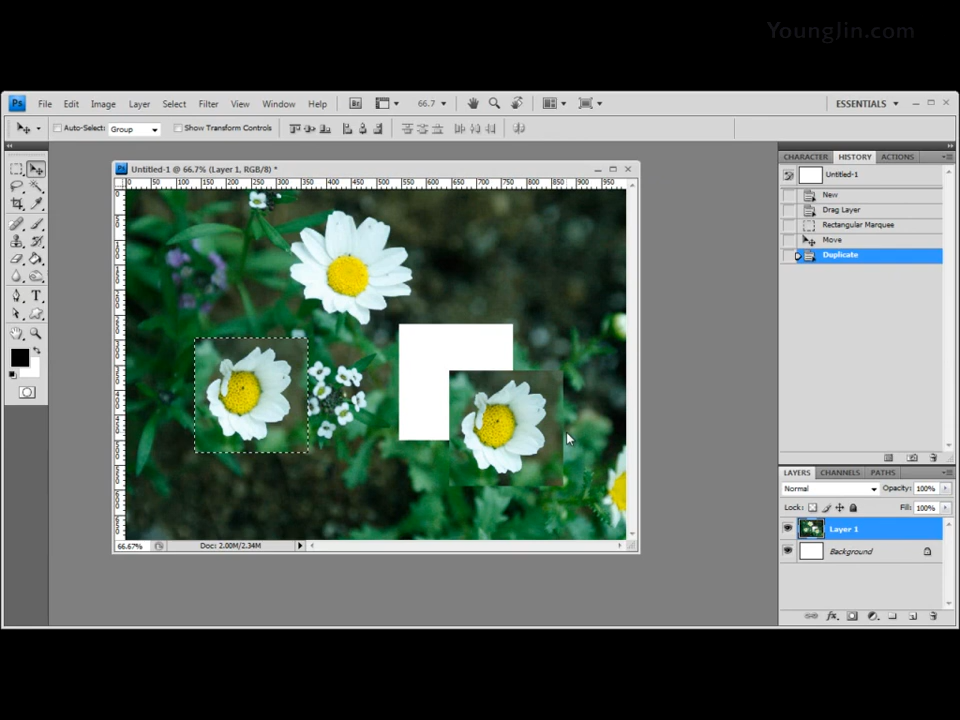 YoungJin.com
Ps File Edit Image Layer Select Filter View Window Help Br 66.7 ESSENTIALS
Auto-Select: Group Show Transform Controls
CHARACTER HISTORY ACTIONS
Untitled-1 @ 66.7% (Layer 1, RGB/8) *
0 50 100 150 200 250 300 350 400 450 500 550 600 650 700 750 800 850 900 950
Untitled-1
New
Drag Layer
Rectangular Marquee
Move
Duplicate
T
LAYERS CHANNELS PATHS
Normal Opacity: 100%
Lock: Fill: 100%
Layer 1
Background
66.67% Doc: 2.00M/2.34M
fx